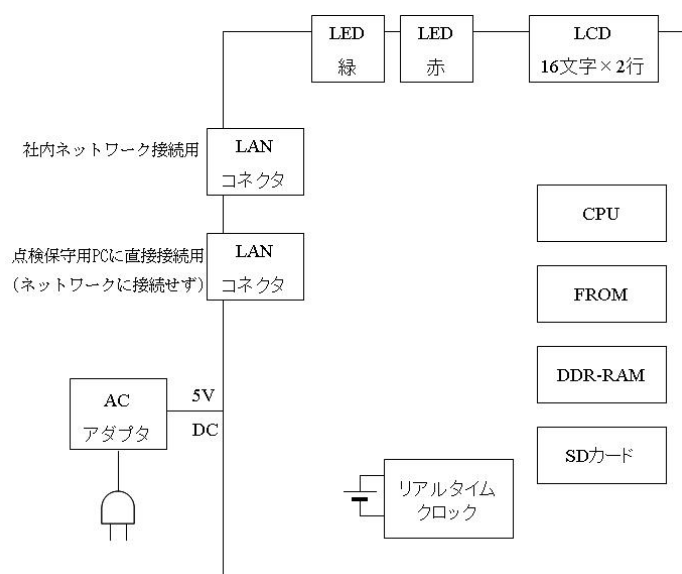 LED
緑
LED
赤
LCD
16文字×2行
社内ネットワーク接続用
LAN
コネクタ
点検保守用PCに直接接続用
(ネットワークに接続せず)
LAN
コネクタ
CPU
FROM
DDR-RAM
SDカード
AC
アダプタ
5V
DC
リアルタイム
クロック